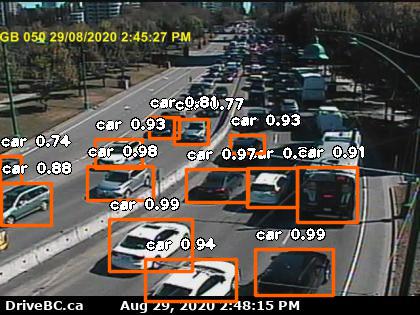 GB 050 29/08/2020 2:45:27 PM
car 0.81
0.77
car 0.93
car 0.93
car 0.74
car 0.98
car 0.97
car 0.91
car 0.88
car 0.99
car 0.94
car 0.99
DriveBC.ca Aug 29, 2020 2:48:15 PM